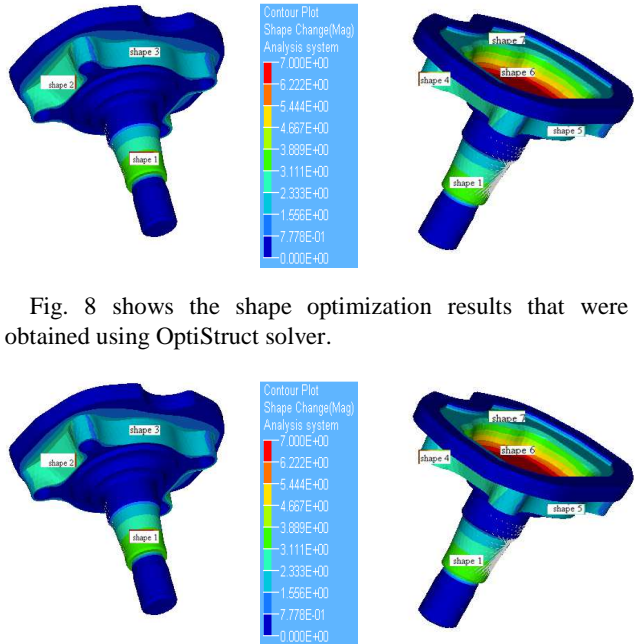 shape 3
shape 2
shape 1
Contour Plot
Shape Change(Mag)
Analysis system
7.000E+00
6.222E+00
5.444E+00
4.667E+00
3.889E+00
3.111E+00
2.333E+00
1.556E+00
7.778E-01
0.000E+00
shape 7
shape 6
shape 4
shape 5
shape 1
Fig. 8 shows the shape optimization results that were
obtained using OptiStruct solver.
shape 3
shape 2
shape 1
Contour Plot
Shape Change(Mag)
Analysis system
7.000E+00
6.222E+00
5.444E+00
4.667E+00
3.889E+00
3.111E+00
2.333E+00
1.556E+00
7.778E-01
0.000E+00
shape 7
shape 6
shape 4
shape 5
shape 1